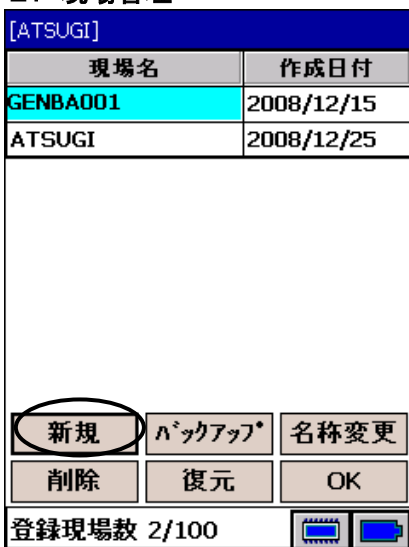 [ATSUGI]
現場名 作成日付
GENBA001 2008/12/15
ATSUGI 2008/12/25
新規 ﾊﾞｯｸｱｯﾌﾟ 名称変更
削除 復元 OK
登録現場数 2/100